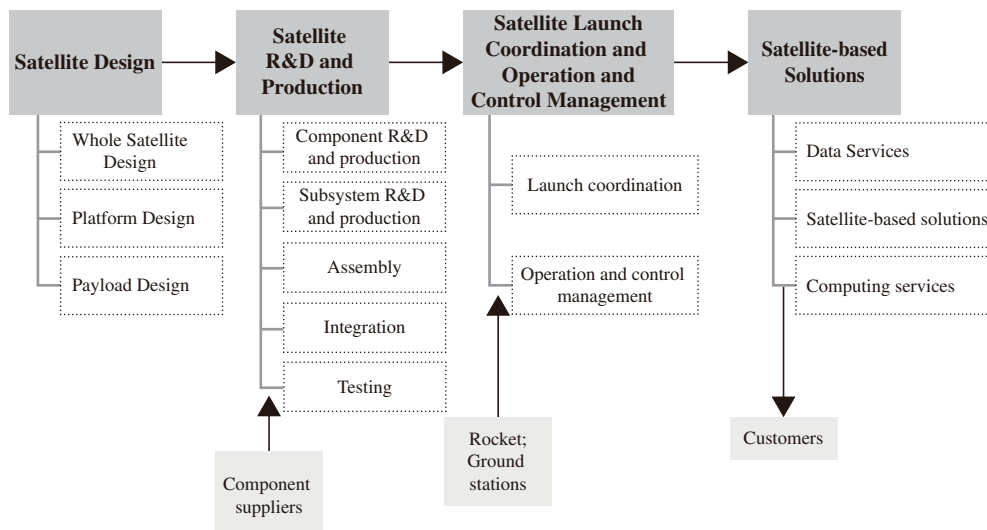 Satellite Design
Satellite
R&D and
Production
Satellite Launch
Coordination and
Operation and
Control Management
Satellite-based
Solutions
Whole Satellite
Design
Platform Design
Payload Design
Component R&D
and production
Subsystem R&D
and production
Assembly
Integration
Testing
Launch coordination
Operation and control
management
Data Services
Satellite-based solutions
Computing services
Component
suppliers
Rocket;
Ground
stations
Customers